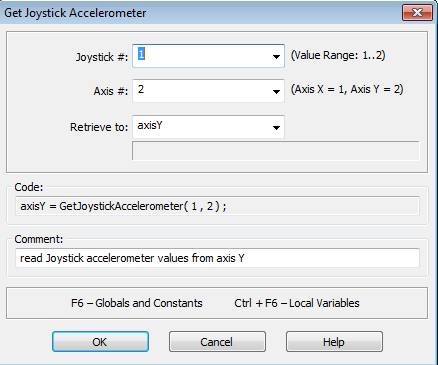 Get Joystick Accelerometer
Joystick #: 1 (Value Range: 1..2)
Axis #: 2 (Axis X = 1, Axis Y = 2)
Retrieve to: axisY
Code:
axisY = GetJoystickAccelerometer( 1 , 2 ) ;
Comment:
read Joystick accelerometer values from axis Y
F6 – Globals and Constants Ctrl + F6 – Local Variables
OK Cancel Help